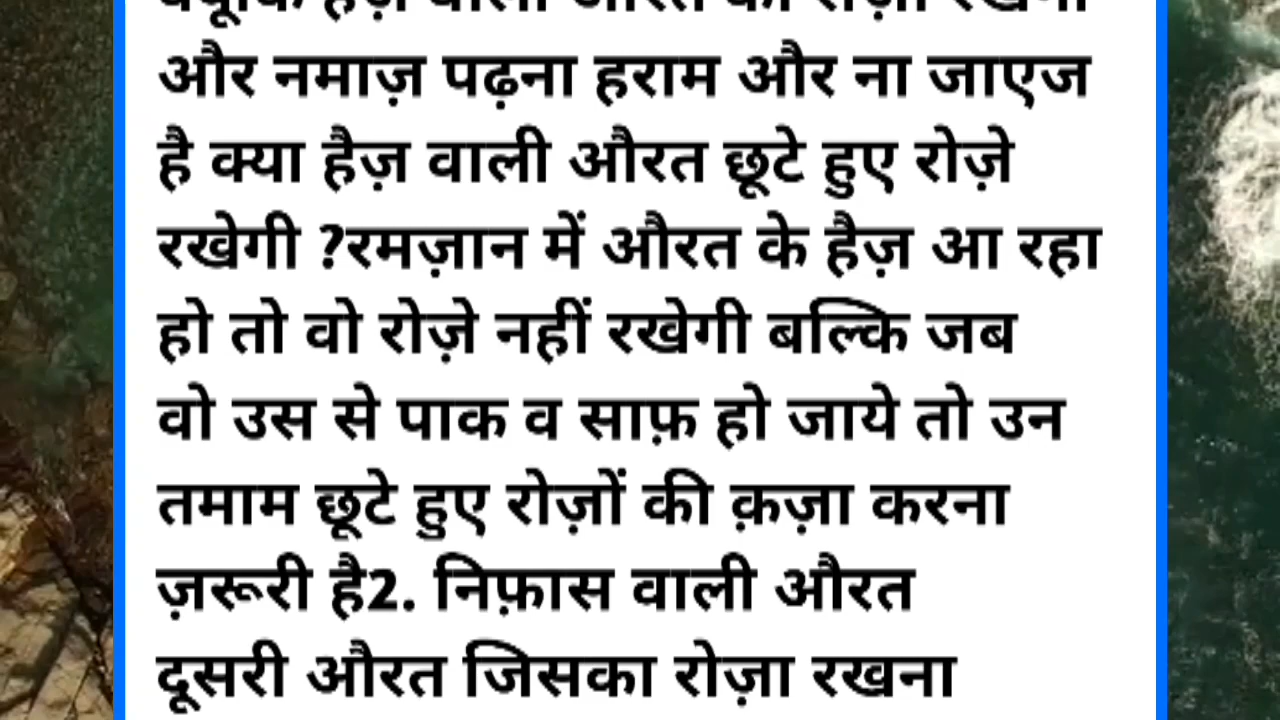 और नमाज़ पढ़ना हराम और ना जाएज
है क्या हैज़ वाली औरत छूटे हुए रोज़े
रखेगी ?रमज़ान में औरत के हैज़ आ रहा
हो तो वो रोज़े नहीं रखेगी बल्कि जब
वो उस से पाक व साफ़ हो जाये तो उन
तमाम छूटे हुए रोज़ों की क़ज़ा करना
ज़रूरी है2. निफ़ास वाली औरत
दूसरी औरत जिसका रोज़ा रखना